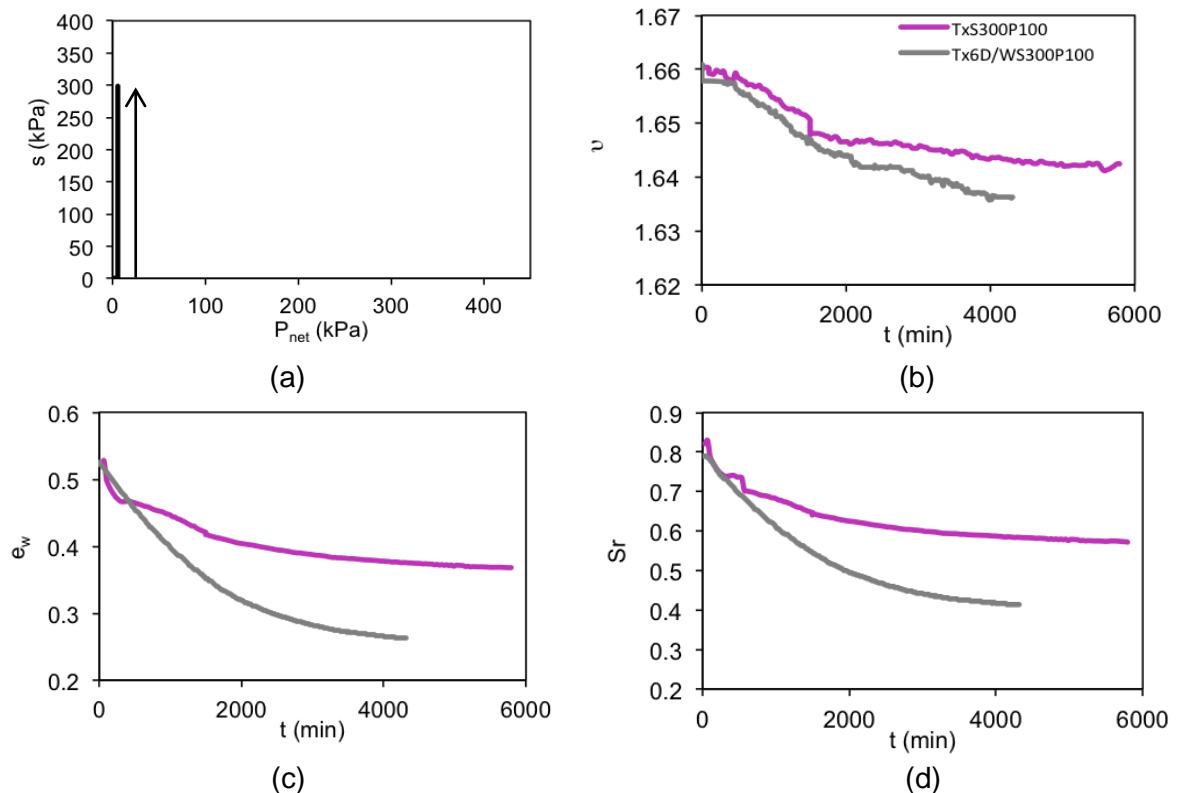 400
350
300
250
200
150
100
50
0
s (kPa)
0 100 200 300 400
P_net (kPa)
(a)
1.67
1.66
1.65
1.64
1.63
1.62
υ
TxS300P100
Tx6D/WS300P100
0 2000 4000 6000
t (min)
(b)
0.6
0.5
0.4
0.3
0.2
e_w
0 2000 4000 6000
t (min)
(c)
0.9
0.8
0.7
0.6
0.5
0.4
0.3
0.2
Sr
0 2000 4000 6000
t (min)
(d)